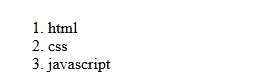 1. html
2. css
3. javascript